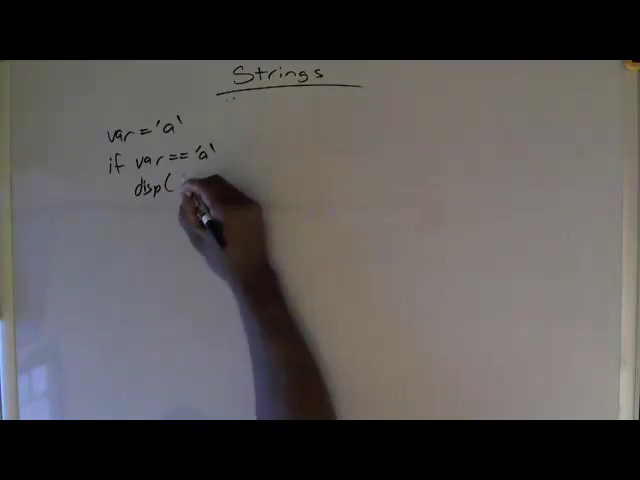 Strings
var = 'a'
if var == 'a'
disp(